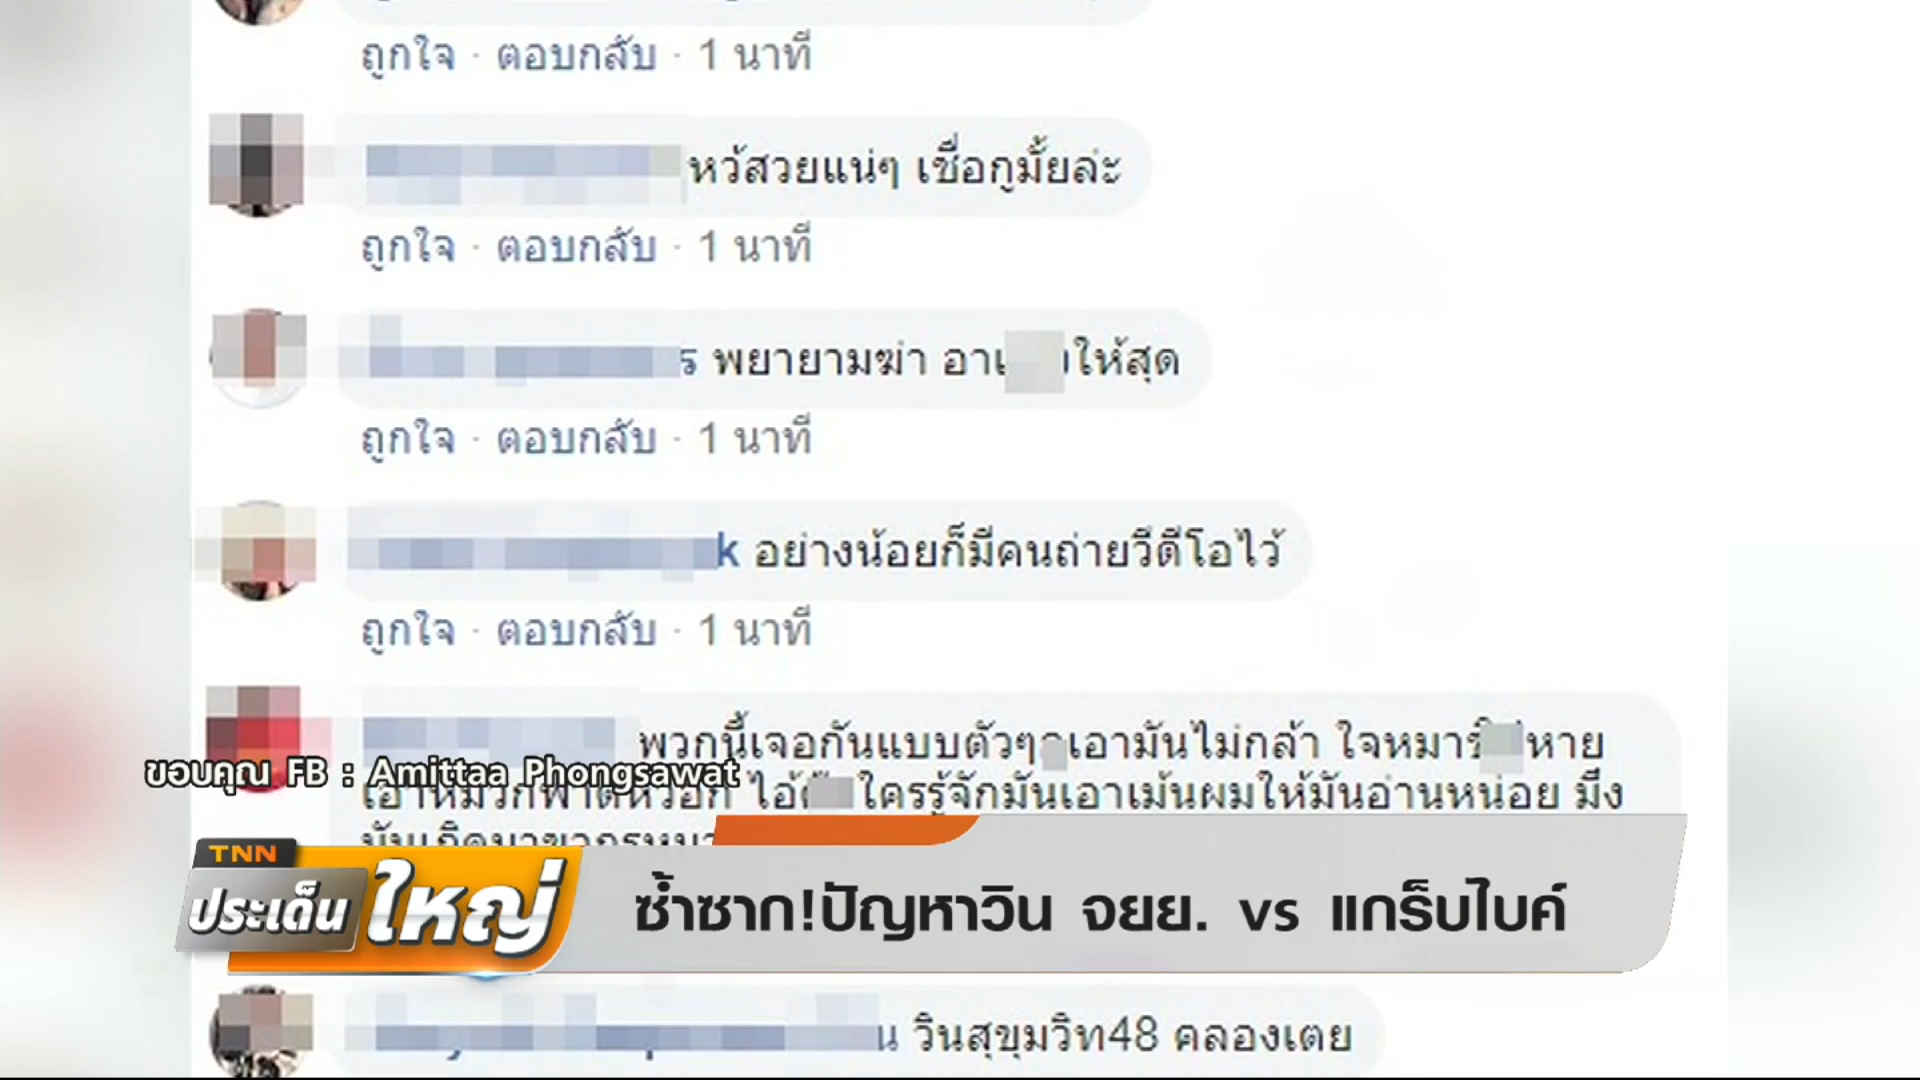 ถูกใจ · ตอบกลับ · 1 นาที
หวัสวยแน่ๆ เชื่อกูมั้ยล่ะ
ถูกใจ · ตอบกลับ · 1 นาที
ร พยายามฆ่า อาเ ให้สุด
ถูกใจ · ตอบกลับ · 1 นาที
k อย่างน้อยก็มีคนถ่ายวีดีโอไว้
ถูกใจ · ตอบกลับ · 1 นาที
พวกนี้เจอกันแบบตัวๆ เอามันไม่กล้า ใจหมา หาย
ขอบคุณ FB : Amittaa Phongsawat
ใครรู้จักมันเอาเม้นผมให้มันอ่านหน่อย มึง
TNN
ประเด็นใหญ่
ซ้ำซาก!ปัญหาวิน จยย. vs แกร็บไบค์
น วินสุขุมวิท48 คลองเตย